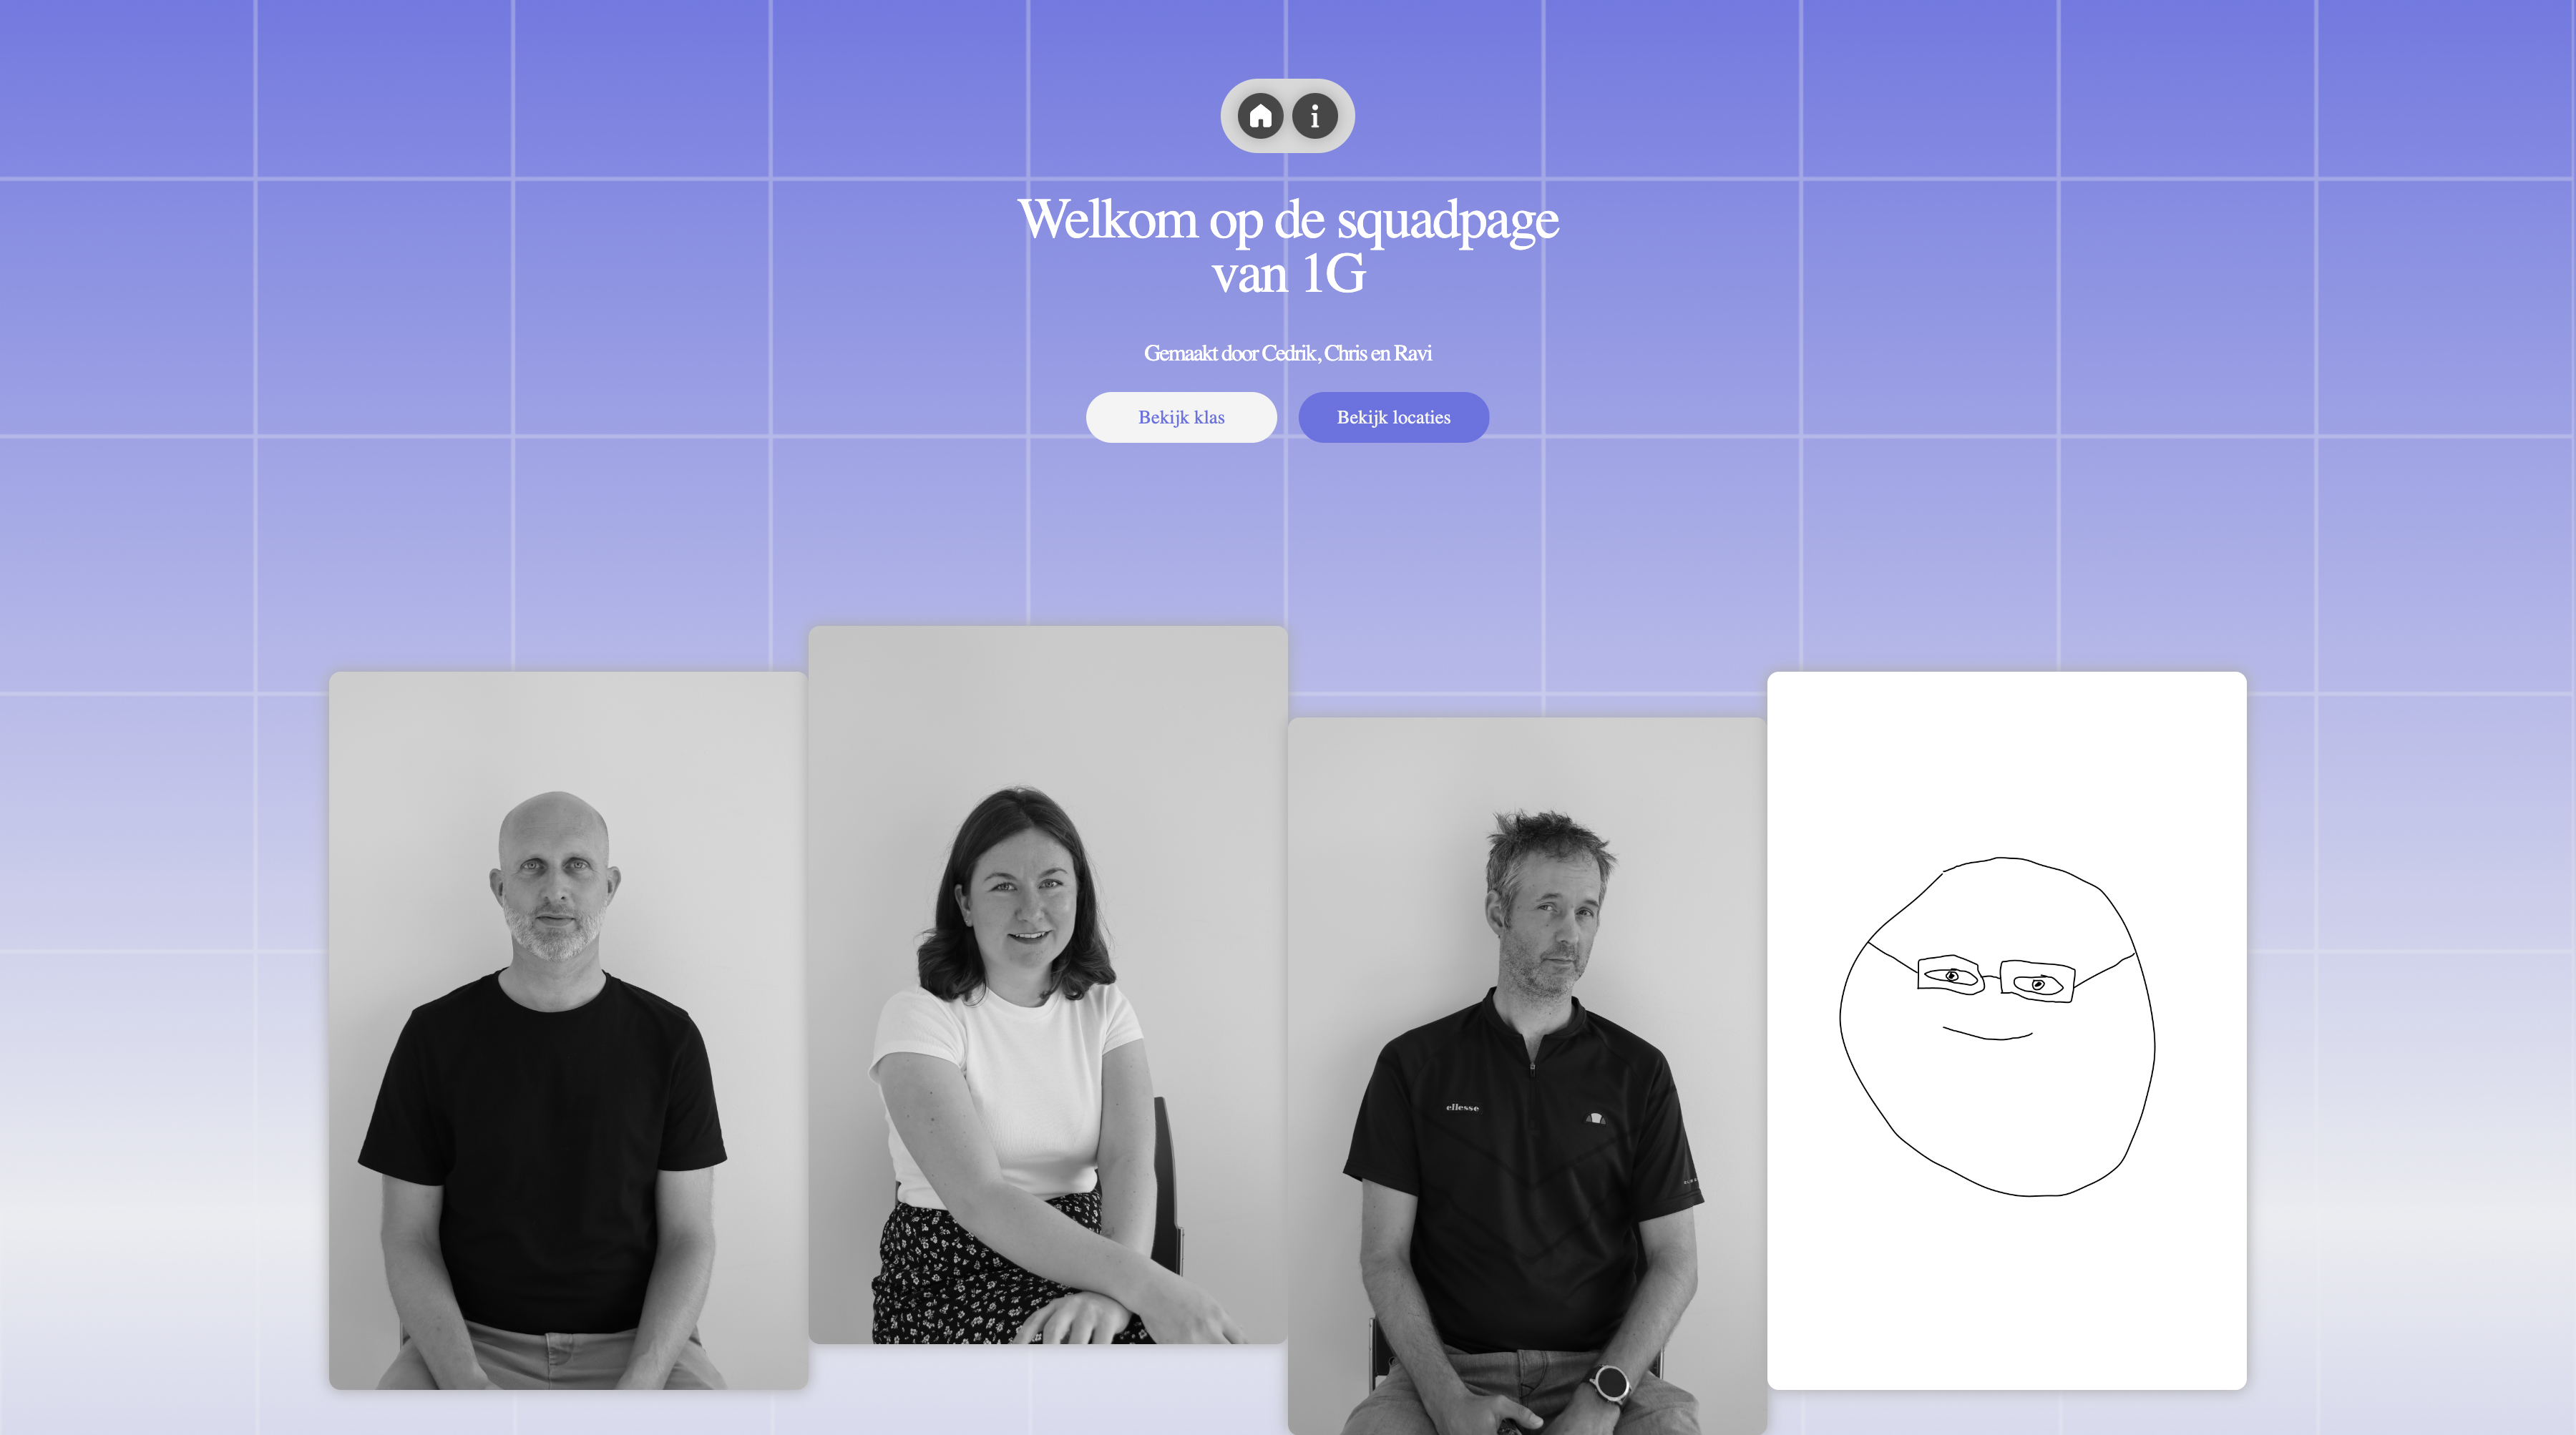 Welkom op de squadpage
van 1G
Gemaakt door Cedrik, Chris en Ravi
Bekijk klas
Bekijk locaties
ellesse